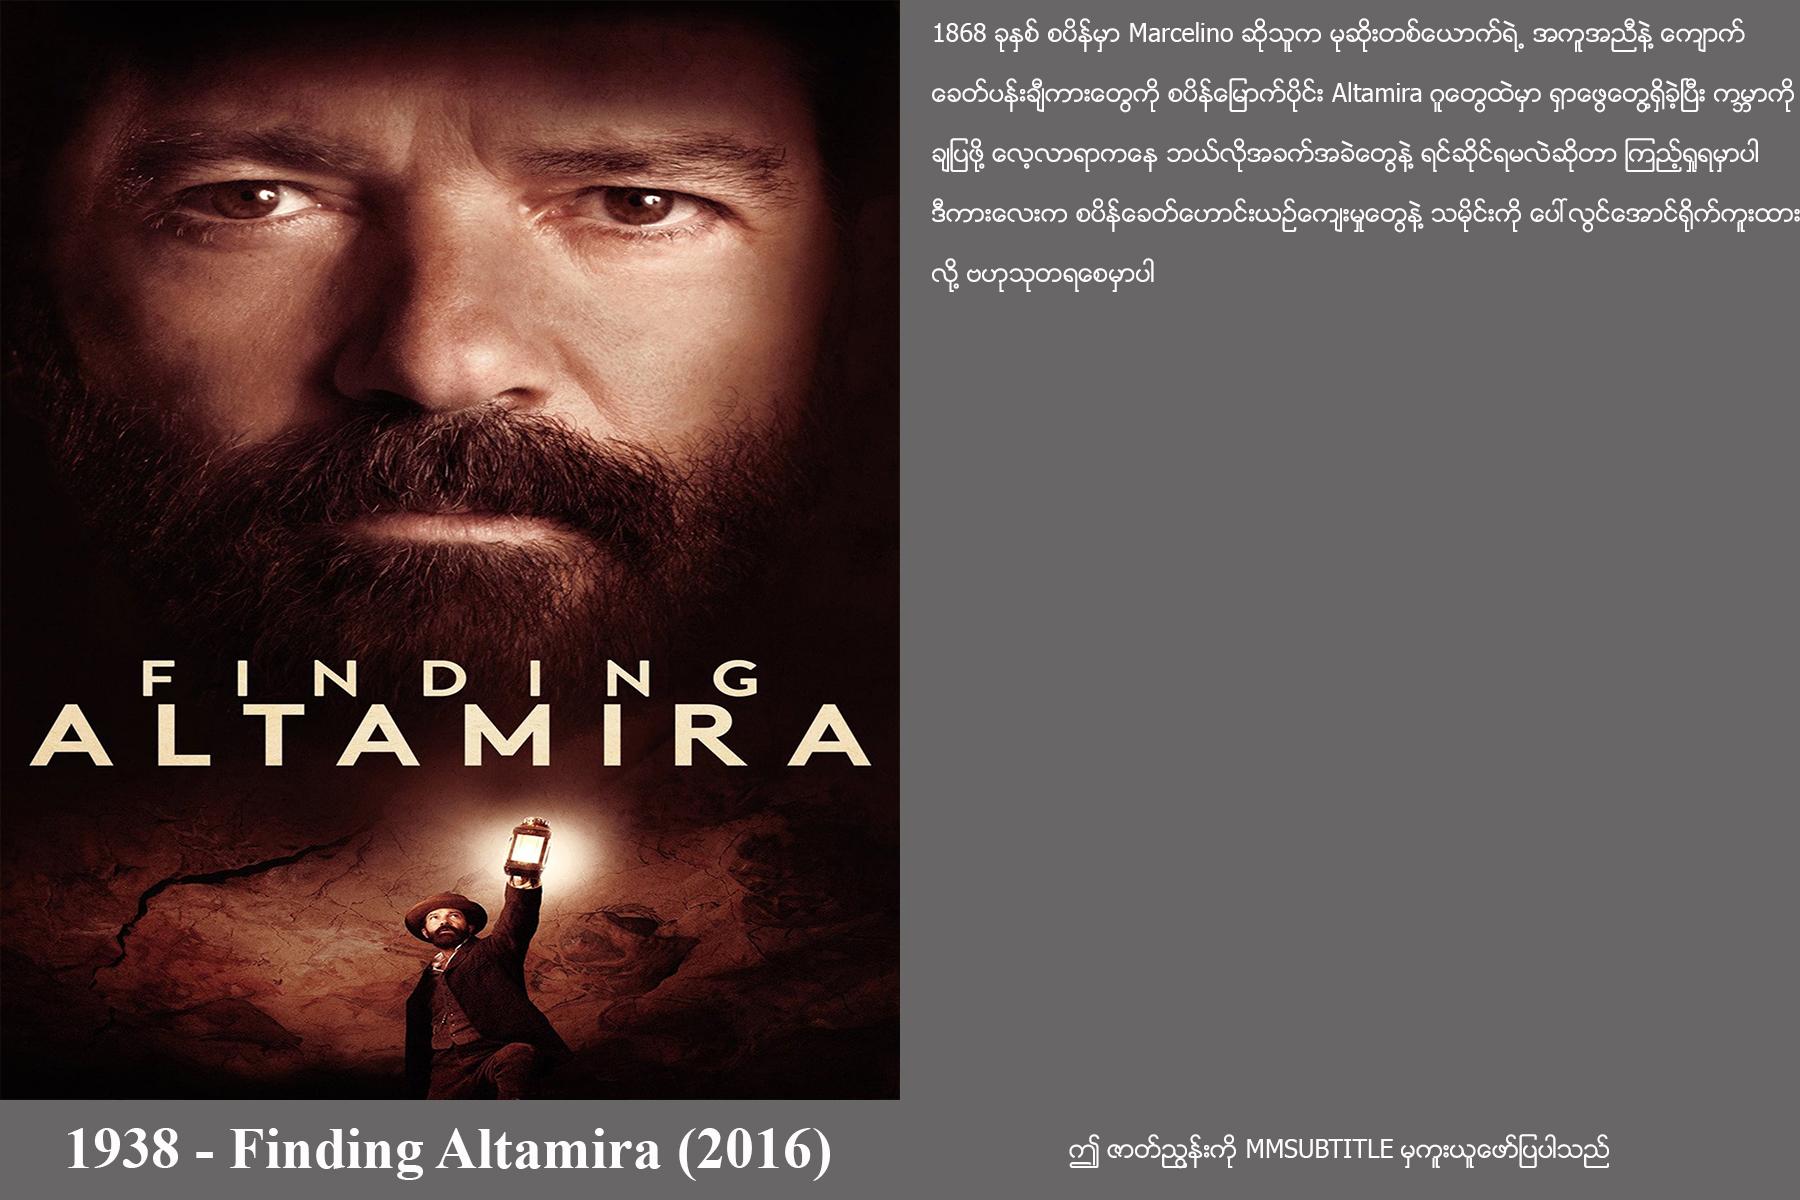 FINDING
ALTAMIRA
1938 - Finding Altamira (2016)
1868 ခုနှစ် စပိန်မှာ Marcelino ဆိုသူက မုဆိုးတစ်ယောက်ရဲ့ အကူအညီနဲ့ ကျောက်
ခေတ်ပန်းချီကားတွေကို စပိန်မြောက်ပိုင်း Altamira ဂူတွေထဲမှာ ရှာဖွေတွေ့ရှိခဲ့ပြီး ကမ္ဘာကို
ချပြဖို့ လေ့လာရာကနေ ဘယ်လိုအခက်အခဲတွေနဲ့ ရင်ဆိုင်ရမလဲဆိုတာ ကြည့်ရှုရမှာပါ
ဒီကားလေးက စပိန်ခေတ်ဟောင်းယဉ်ကျေးမှုတွေနဲ့ သမိုင်းကို ပေါ်လွင်အောင်ရိုက်ကူးထား
လို့ ဗဟုသုတရစေမှာပါ
ဤ ဇာတ်ညွှန်းကို MMSUBTITLE မှကူးယူဖော်ပြပါသည်